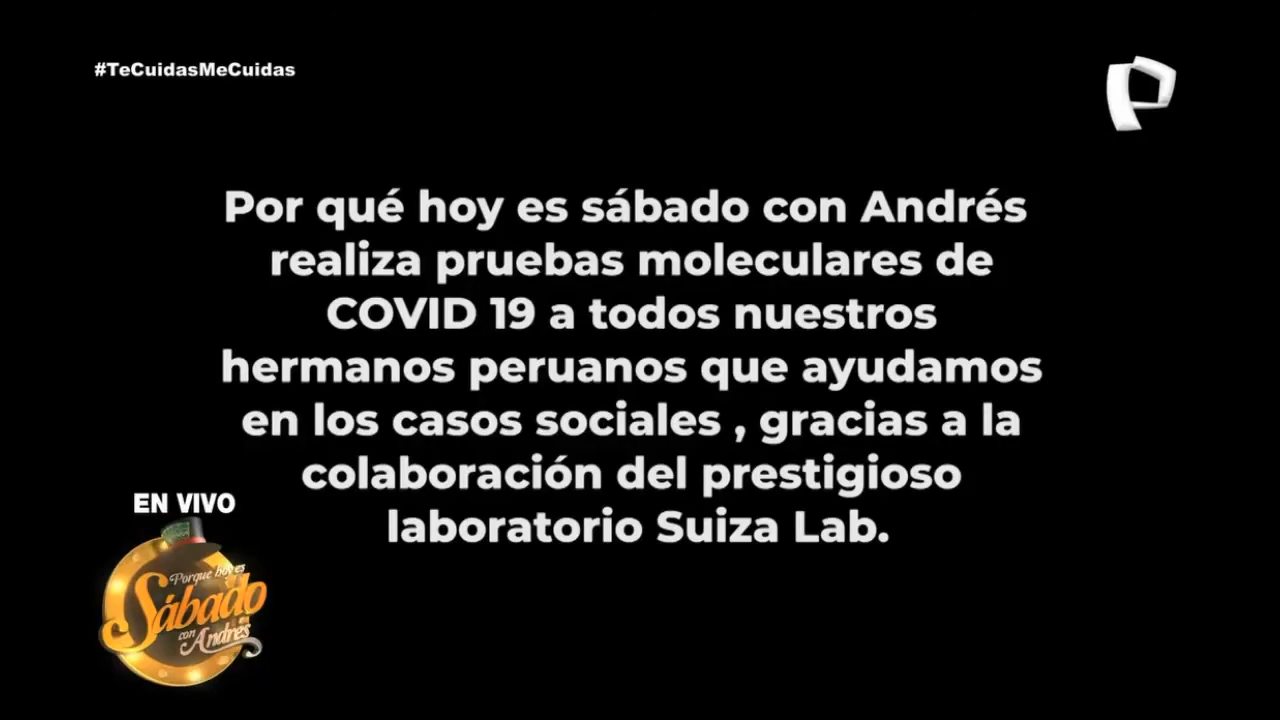 #TeCuidasMeCuidas
Por qué hoy es sábado con Andrés
realiza pruebas moleculares de
COVID 19 a todos nuestros
hermanos peruanos que ayudamos
en los casos sociales , gracias a la
colaboración del prestigioso
laboratorio Suiza Lab.
EN VIVO
Porque hoy es
Sábado
con Andrés